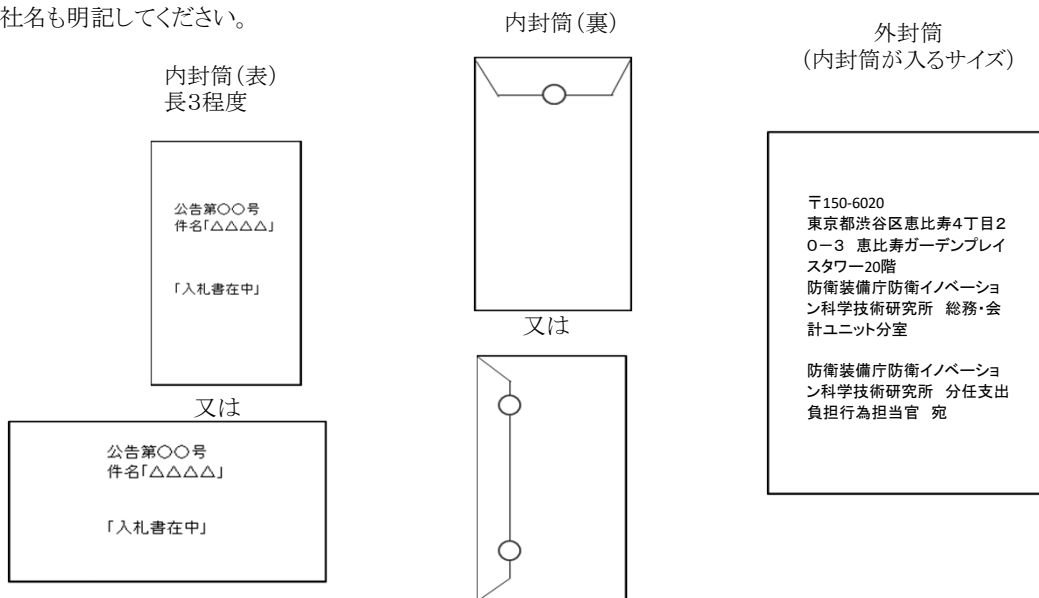 社名も明記してください。
内封筒(表)
長3程度
公告第〇〇号
件名「△△△△」
「入札書在中」
又は
公告第〇〇号
件名「△△△△」
「入札書在中」
内封筒(裏)
又は
外封筒
(内封筒が入るサイズ)
〒150-6020
東京都渋谷区恵比寿4丁目2
0-3 恵比寿ガーデンプレイ
スタワー20階
防衛装備庁防衛イノベーショ
ン科学技術研究所 総務・会
計ユニット分室
防衛装備庁防衛イノベーショ
ン科学技術研究所 分任支出
負担行為担当官 宛